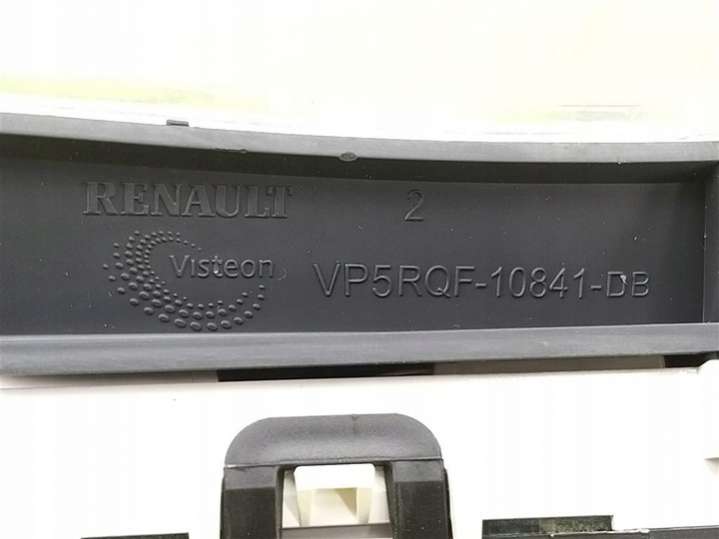 RENAULT 2
Visteon VP5RQF-10841-DB